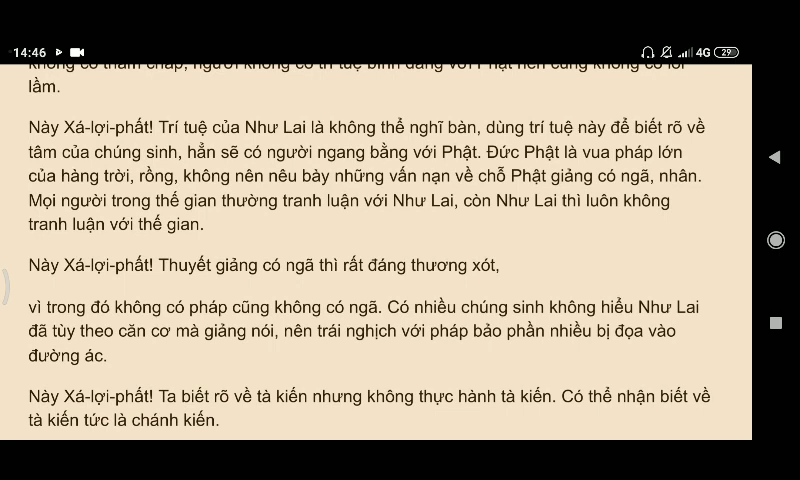 14:46
4G 29
lầm.
Này Xá-lợi-phất! Trí tuệ của Như Lai là không thể nghĩ bàn, dùng trí tuệ này để biết rõ về
tâm của chúng sinh, hẳn sẽ có người ngang bằng với Phật. Đức Phật là vua pháp lớn
của hàng trời, rồng, không nên nêu bày những vấn nạn về chỗ Phật giảng có ngã, nhân.
Mọi người trong thế gian thường tranh luận với Như Lai, còn Như Lai thì luôn không
tranh luận với thế gian.
Này Xá-lợi-phất! Thuyết giảng có ngã thì rất đáng thương xót,
vì trong đó không có pháp cũng không có ngã. Có nhiều chúng sinh không hiểu Như Lai
đã tùy theo căn cơ mà giảng nói, nên trái nghịch với pháp bảo phần nhiều bị đọa vào
đường ác.
Này Xá-lợi-phất! Ta biết rõ về tà kiến nhưng không thực hành tà kiến. Có thể nhận biết về
tà kiến tức là chánh kiến.